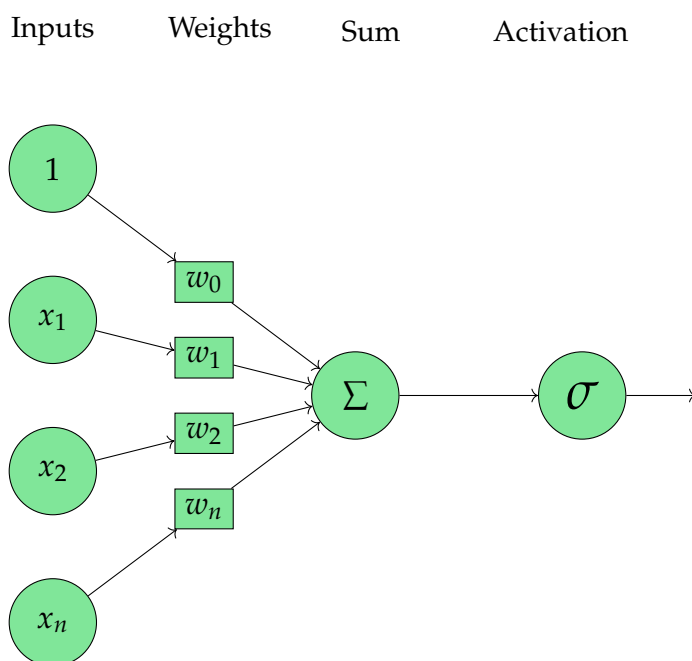 Inputs Weights Sum Activation
1
w₀
x₁
w₁
Σ σ
w₂
x₂
wₙ
xₙ